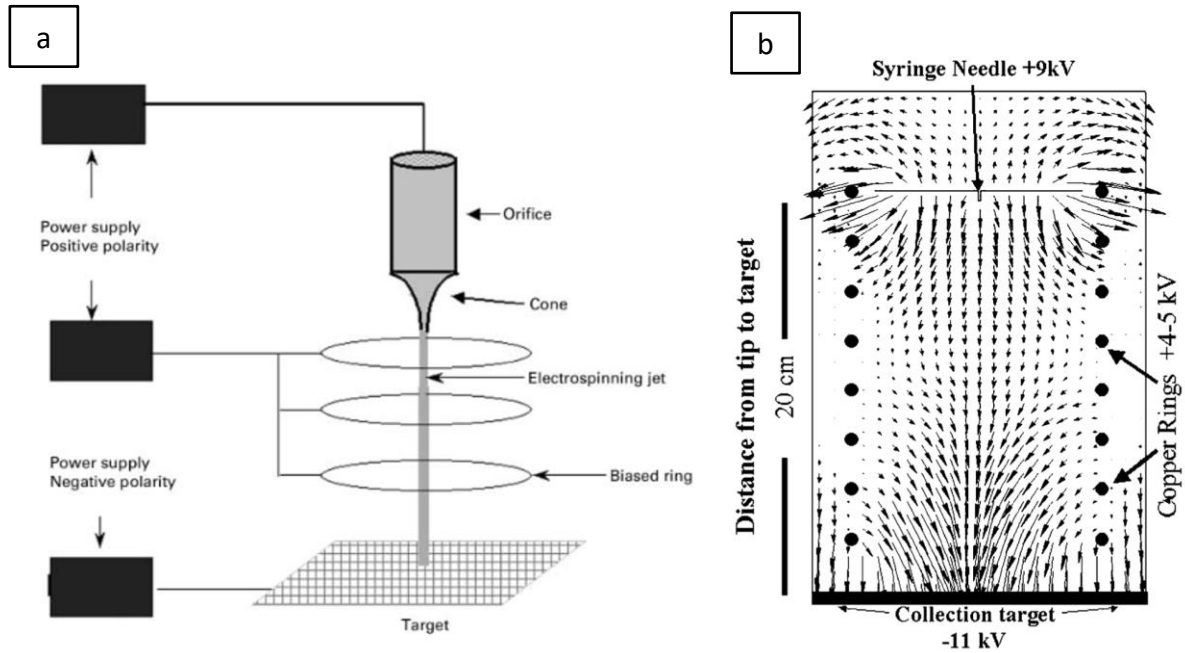 a
Power supply
Positive polarity
Orifice
Cone
Electrospinning jet
Power supply
Negative polarity
Biased ring
Target
b
Syringe Needle +9kV
Distance from tip to target
20 cm
Copper Rings +4-5 kV
Collection target
-11 kV